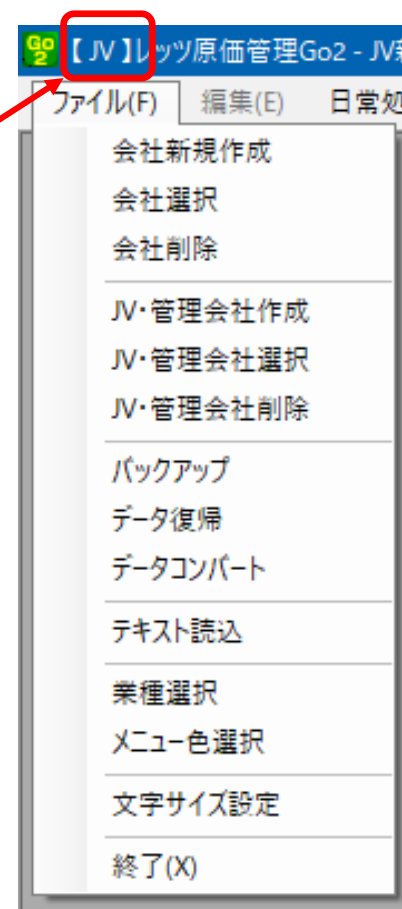 Go 2 【 JV 】レッツ原価管理Go2 - JV
ファイル(F) 編集(E) 日常処
会社新規作成
会社選択
会社削除
JV・管理会社作成
JV・管理会社選択
JV・管理会社削除
バックアップ
データ復帰
データコンバート
テキスト読込
業種選択
メニュー色選択
文字サイズ設定
終了(X)